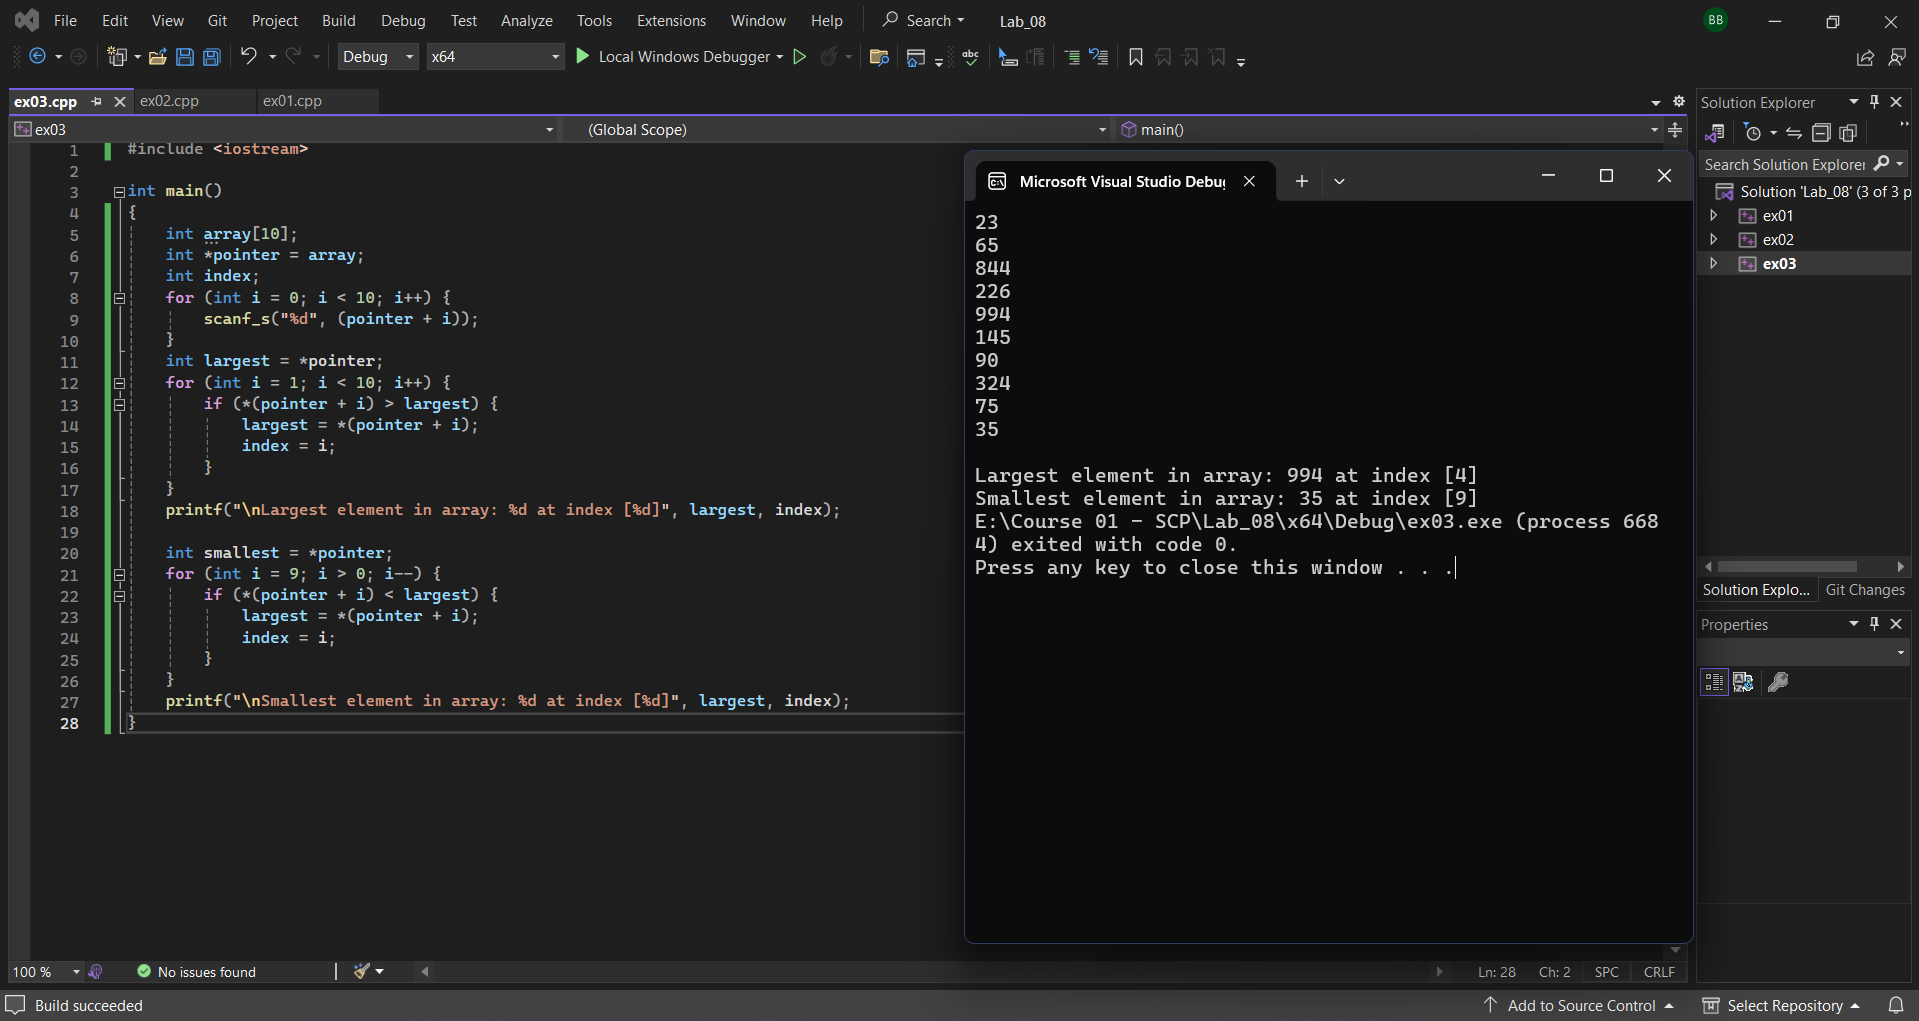 File Edit View Git Project Build Debug Test Analyze Tools Extensions Window Help Search Lab_08 BB
Debug x64 Local Windows Debugger abc
ex03.cpp ex02.cpp ex01.cpp
ex03 (Global Scope) main()
1 #include <iostream>
2
3 int main()
4 {
5 int array[10];
6 int *pointer = array;
7 int index;
8 for (int i = 0; i < 10; i++) {
9 scanf_s("%d", (pointer + i));
10 }
11 int largest = *pointer;
12 for (int i = 1; i < 10; i++) {
13 if (*(pointer + i) > largest) {
14 largest = *(pointer + i);
15 index = i;
16 }
17 }
18 printf("\nLargest element in array: %d at index [%d]", largest, index);
19
20 int smallest = *pointer;
21 for (int i = 9; i > 0; i--) {
22 if (*(pointer + i) < largest) {
23 largest = *(pointer + i);
24 index = i;
25 }
26 }
27 printf("\nSmallest element in array: %d at index [%d]", largest, index);
28 }
Microsoft Visual Studio Debu
23
65
844
226
994
145
90
324
75
35
Largest element in array: 994 at index [4]
Smallest element in array: 35 at index [9]
E:\Course 01 - SCP\Lab_08\x64\Debug\ex03.exe (process 668
4) exited with code 0.
Press any key to close this window . . .
Solution Explorer
Search Solution Explorer
Solution 'Lab_08' (3 of 3 p
ex01
ex02
ex03
Solution Explo... Git Changes
Properties
100 % No issues found Ln: 28 Ch: 2 SPC CRLF
Build succeeded Add to Source Control Select Repository